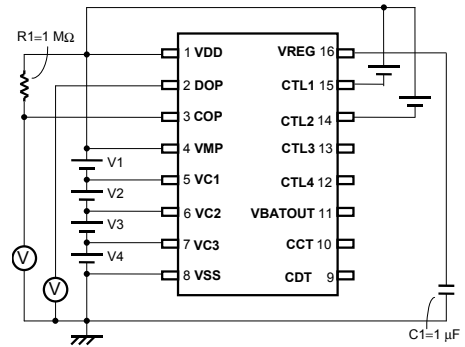 R1=1 MΩ
1 VDD
2 DOP
3 COP
4 VMP
5 VC1
6 VC2
7 VC3
8 VSS
VREG 16
CTL1 15
CTL2 14
CTL3 13
CTL4 12
VBATOUT 11
CCT 10
CDT 9
V1
V2
V3
V4
V
V
C1=1 µF